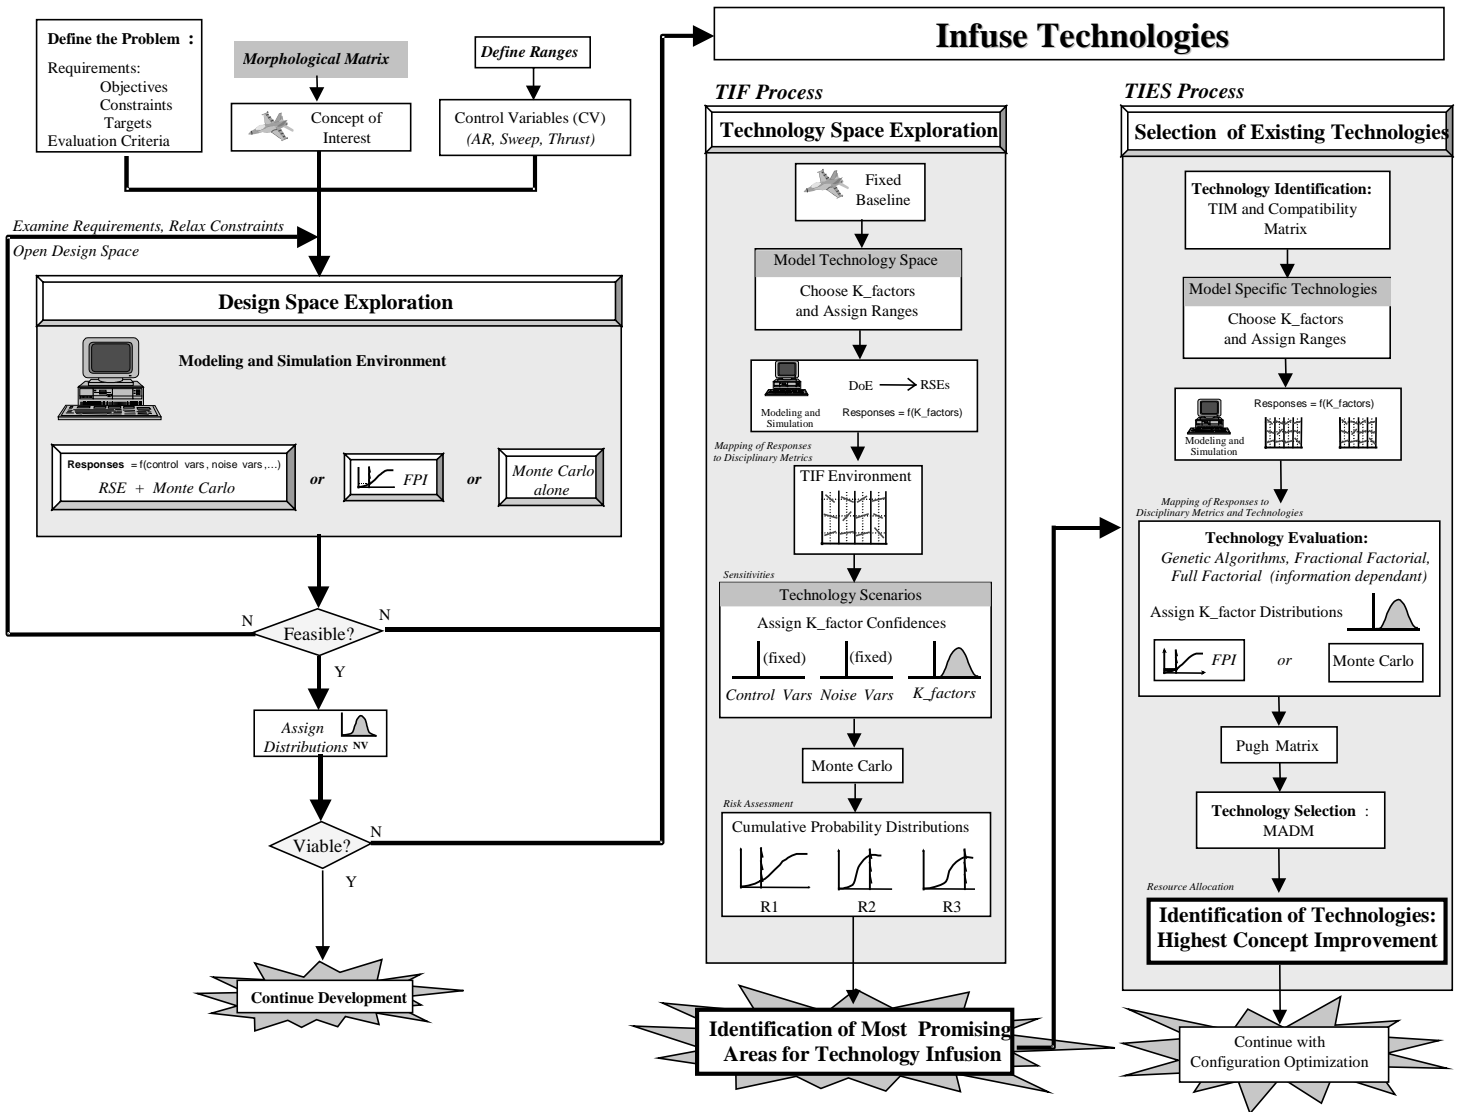 Define the Problem :
Requirements:
Objectives
Constraints
Targets
Evaluation Criteria
Morphological Matrix
Concept of
Interest
Define Ranges
Control Variables (CV)
(AR, Sweep, Thrust)
Examine Requirements, Relax Constraints
Open Design Space
Design Space Exploration
Modeling and Simulation Environment
Responses = f(control vars, noise vars,...)
RSE + Monte Carlo
or
FPI
or
Monte Carlo
alone
N
Feasible?
N
Y
Assign
Distributions NV
Viable?
N
Y
Continue Development
Infuse Technologies
TIF Process
Technology Space Exploration
Fixed
Baseline
Model Technology Space
Choose K_factors
and Assign Ranges
DoE
RSEs
Modeling and
Simulation
Responses = f(K_factors)
Mapping of Responses
to Disciplinary Metrics
TIF Environment
Sensitivities
Technology Scenarios
Assign K_factor Confidences
(fixed)
(fixed)
Control Vars
Noise Vars
K_factors
Monte Carlo
Risk Assessment
Cumulative Probability Distributions
R1
R2
R3
Identification of Most Promising
Areas for Technology Infusion
TIES Process
Selection of Existing Technologies
Technology Identification:
TIM and Compatibility
Matrix
Model Specific Technologies
Choose K_factors
and Assign Ranges
Responses = f(K_factors)
Modeling and
Simulation
Mapping of Responses to
Disciplinary Metrics and Technologies
Technology Evaluation:
Genetic Algorithms, Fractional Factorial,
Full Factorial (information dependant)
Assign K_factor Distributions
FPI
or
Monte Carlo
Pugh Matrix
Technology Selection :
MADM
Resource Allocation
Identification of Technologies:
Highest Concept Improvement
Continue with
Configuration Optimization